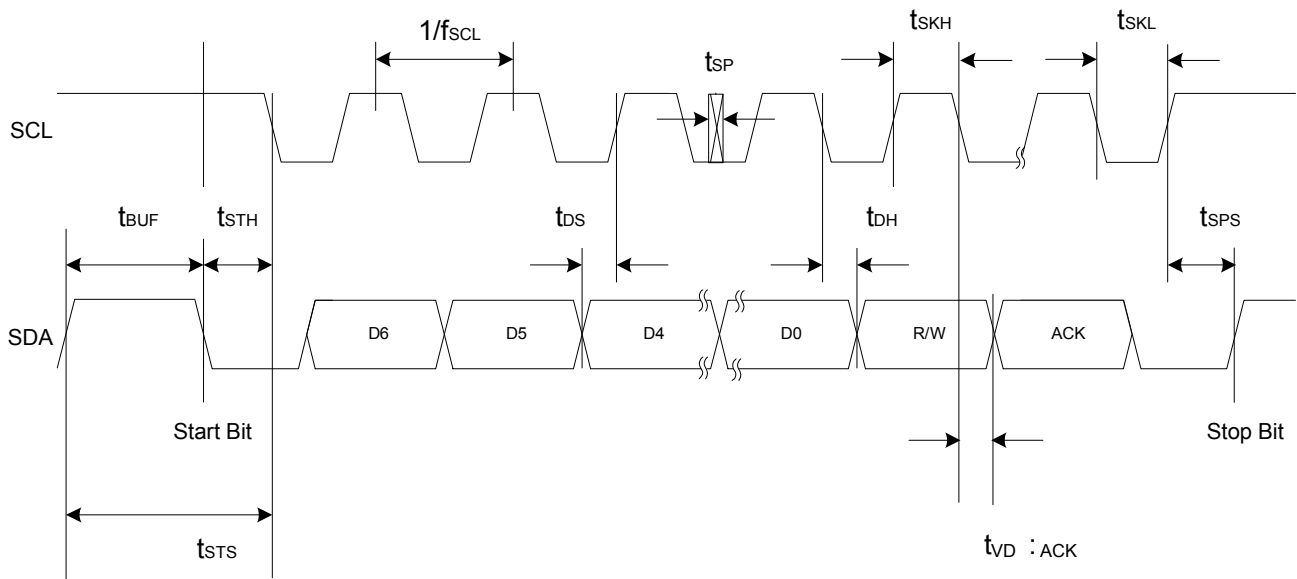 1/fSCL
tSKH
tSKL
tSP
SCL
tBUF
tSTH
tDS
tDH
tSPS
SDA
D6
D5
D4
D0
R/W
ACK
Start Bit
Stop Bit
tSTS
tVD : ACK